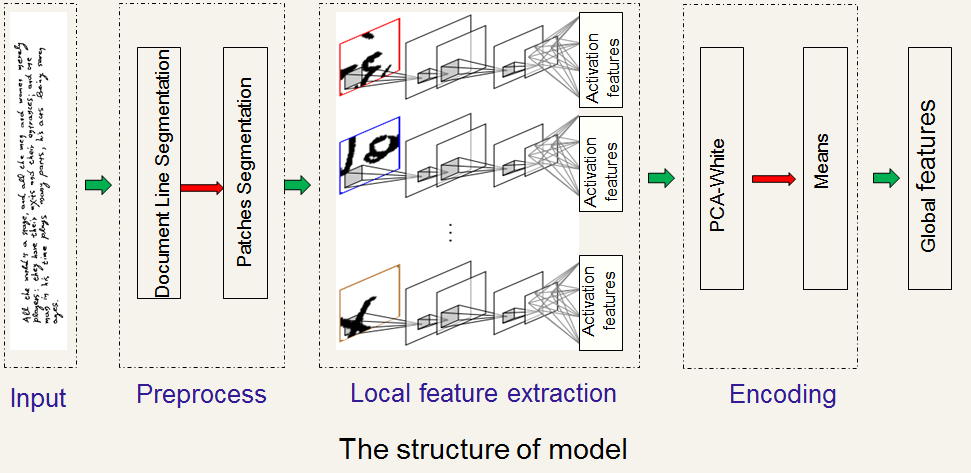 All the world's a stage, and all the men and women merely
players: they have their exits and their entrances; and one
man in his time plays many parts, his acts being seven
ages.
Input
Document Line Segmentation
Patches Segmentation
Preprocess
Activation features
Activation features
...
Activation features
Local feature extraction
PCA-White
Means
Encoding
Global features
The structure of model